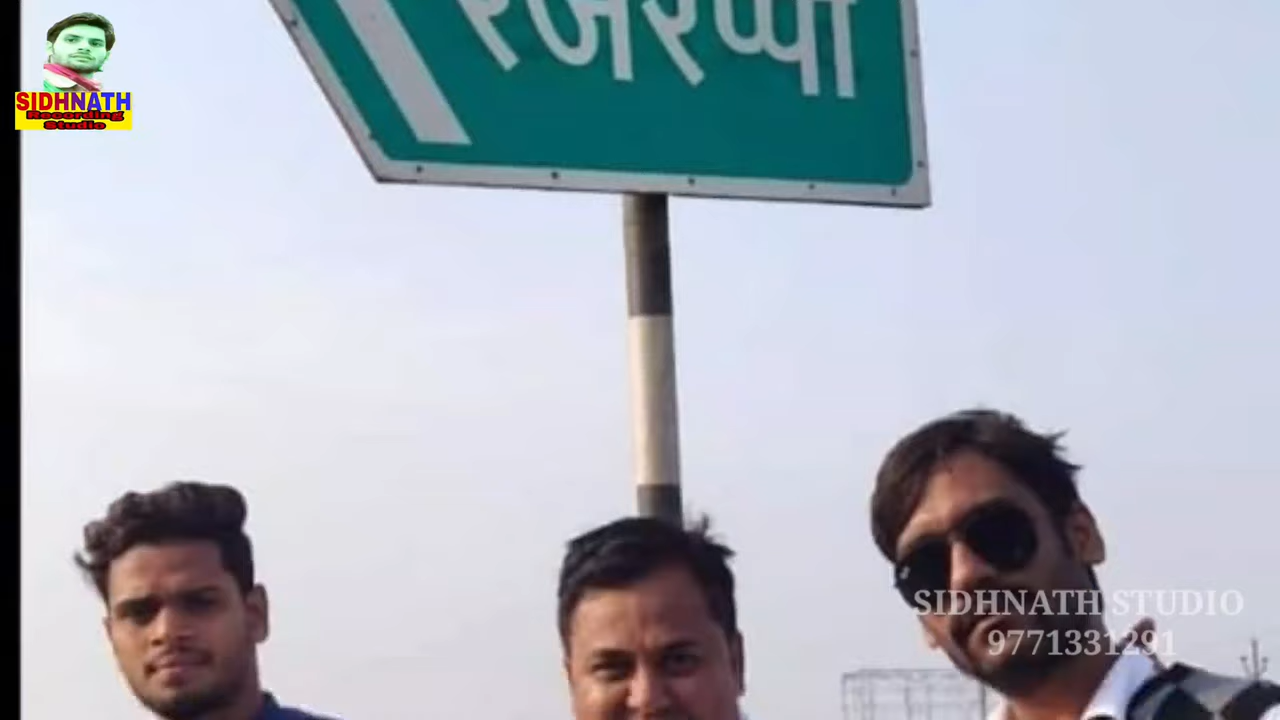 रजरप्पा
SIDHNATH
Recording
Studio
SIDHNATH STUDIO
9771331291